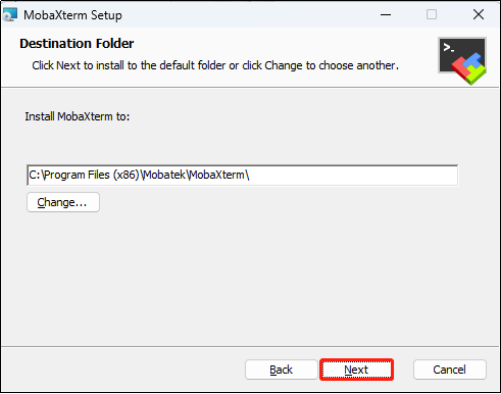 MobaXterm Setup
Destination Folder
Click Next to install to the default folder or click Change to choose another.
>_
Install MobaXterm to:
C:\Program Files (x86)\Mobatek\MobaXterm\
Change...
Back
Next
Cancel